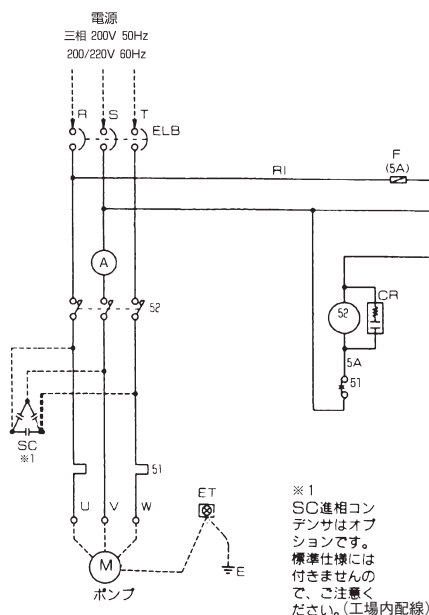 電源
三相 200V 50Hz
200/220V 60Hz
R S T
ELB
F
(5A)
R1
A
52
52
CR
5A
51
SC
※1
51
U V W
ET
M
E
ポンプ
※1
SC進相コン
デンサはオプ
ションです。
標準仕様には
付きませんの
で、ご注意く
ださい。(工場内配線)